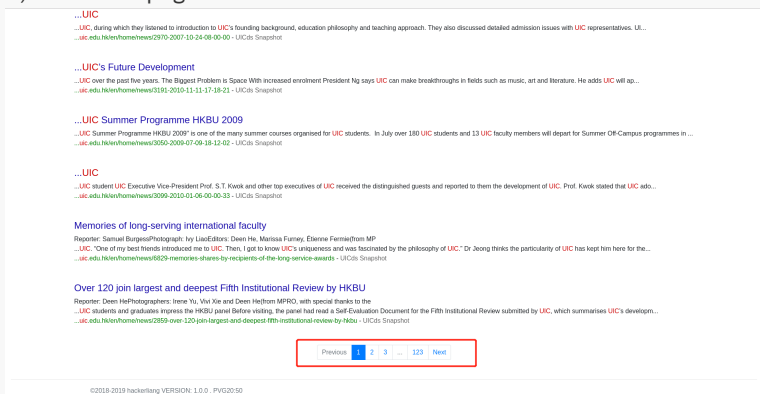 ...UIC
...UIC, during which they listened to introduction to UIC's founding background, education philosophy and teaching approach. They also discussed detailed admission issues with UIC representatives. UI...
...uic.edu.hk/en/home/news/2970-2007-10-24-08-00-00 - UICds Snapshot
...UIC's Future Development
...UIC over the past five years. The Biggest Problem is Space With increased enrolment President Ng says UIC can make breakthroughs in fields such as music, art and literature. He adds UIC will ap...
...uic.edu.hk/en/home/news/3191-2010-11-11-17-18-21 - UICds Snapshot
...UIC Summer Programme HKBU 2009
...UIC Summer Programme HKBU 2009" is one of the many summer courses organised for UIC students. In July over 180 UIC students and 13 UIC faculty members will depart for Summer Off-Campus programmes in ...
...uic.edu.hk/en/home/news/3050-2009-07-09-18-12-02 - UICds Snapshot
...UIC
...UIC student UIC Executive Vice-President Prof. S.T. Kwok and other top executives of UIC received the distinguished guests and reported to them the development of UIC. Prof. Kwok stated that UIC ado...
...uic.edu.hk/en/home/news/3099-2010-01-06-00-00-33 - UICds Snapshot
Memories of long-serving international faculty
Reporter: Samuel BurgessPhotograph: Ivy LiaoEditors: Deen He, Marissa Furney, Étienne Fermie(from MP
...UIC. "One of my best friends introduced me to UIC. Then, I got to know UIC's uniqueness and was fascinated by the philosophy of UIC." Dr Jeong thinks the particularity of UIC has kept him here for the...
...uic.edu.hk/en/home/news/6829-memories-shares-by-recipients-of-the-long-service-awards - UICds Snapshot
Over 120 join largest and deepest Fifth Institutional Review by HKBU
Reporter: Deen HePhotographers: Irene Yu, Vivi Xie and Deen He(from MPRO, with special thanks to the
...UIC students and graduates impress the HKBU panel Before visiting, the panel had read a Self-Evaluation Document for the Fifth Institutional Review submitted by UIC, which summarises UIC's developm...
...uic.edu.hk/en/home/news/2859-over-120-join-largest-and-deepest-fifth-institutional-review-by-hkbu - UICds Snapshot
Previous 1 2 3 ... 123 Next
©2018-2019 hackerliang VERSION: 1.0.0 , PVG20:50